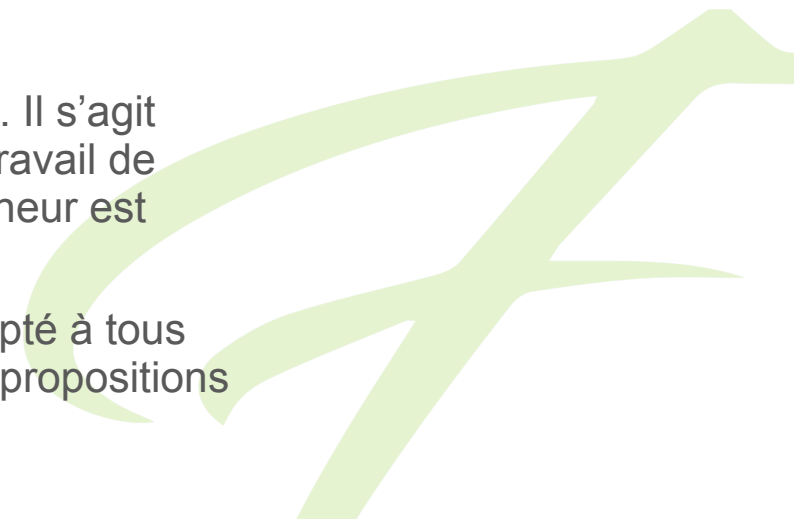 . Il s’agit
ravail de
neur est
pté à tous
propositions